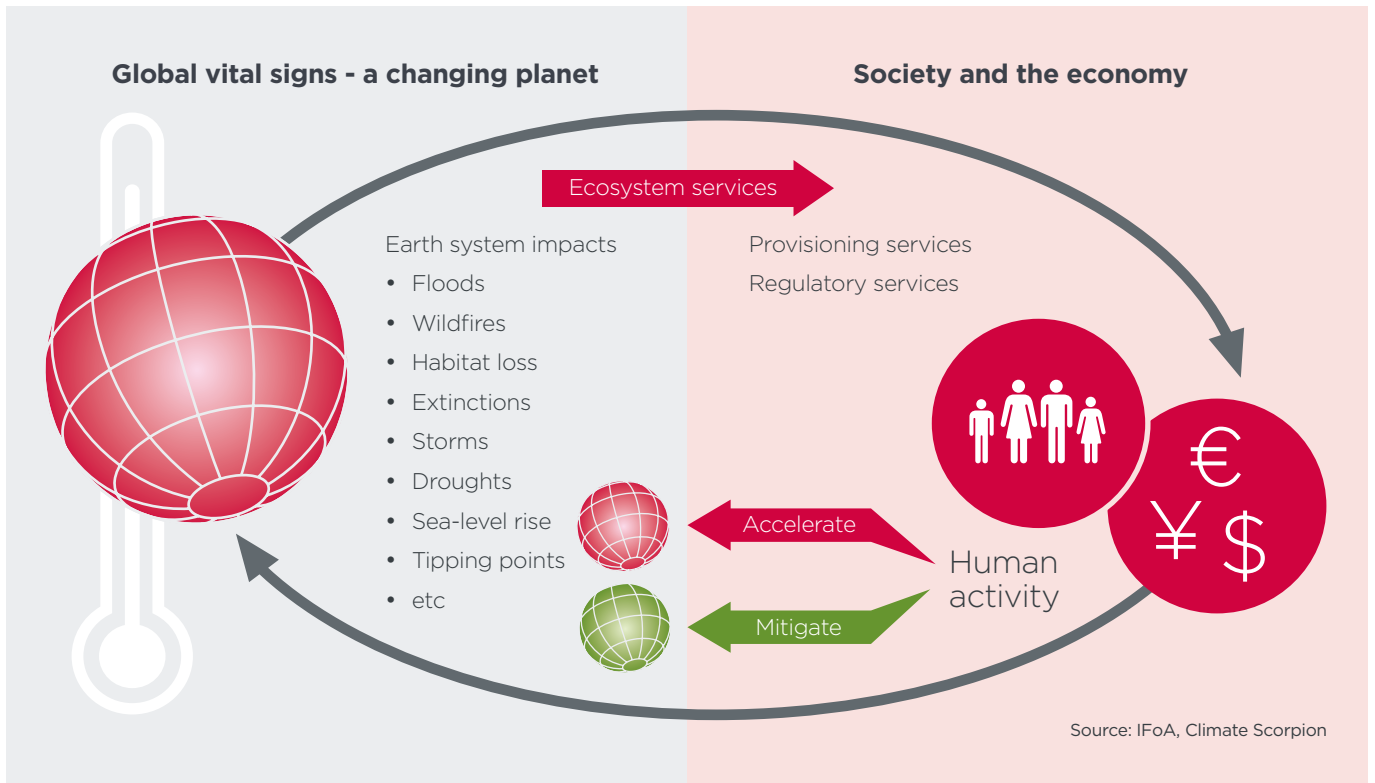 Global vital signs - a changing planet
Society and the economy
Ecosystem services
Earth system impacts
• Floods
• Wildfires
• Habitat loss
• Extinctions
• Storms
• Droughts
• Sea-level rise
• Tipping points
• etc
Provisioning services
Regulatory services
€
¥ $
Accelerate
Human
activity
Mitigate
Source: IFoA, Climate Scorpion